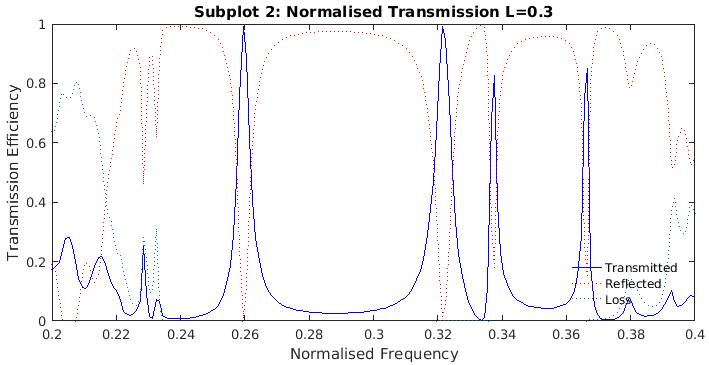 Subplot 2: Normalised Transmission L=0.3
Transmission Efficiency
1
0.8
0.6
0.4
0.2
0
0.2
0.22
0.24
0.26
0.28
0.3
0.32
0.34
0.36
0.38
0.4
Normalised Frequency
Transmitted
Reflected
Loss